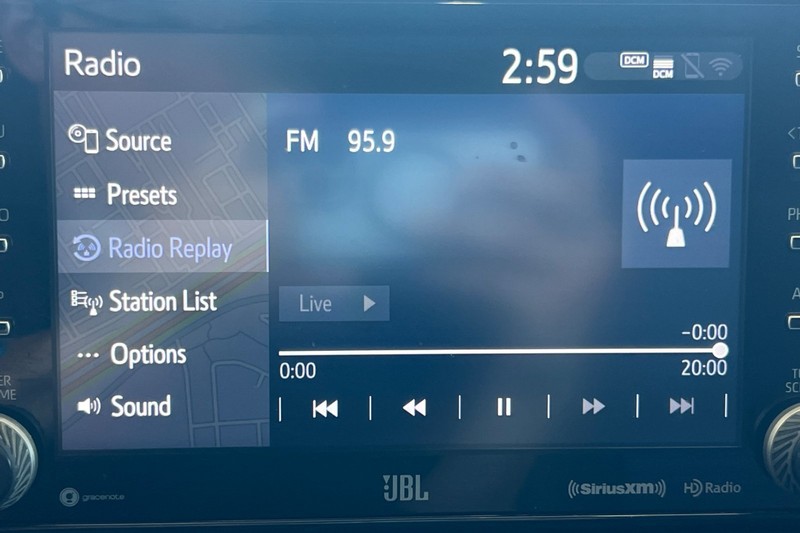 Radio
2:59
DCM
DCM
Source
Presets
Radio Replay
Station List
Options
Sound
FM 95.9
Live
-0:00
0:00
20:00
gracenote
JBL
SiriusXM
HD Radio